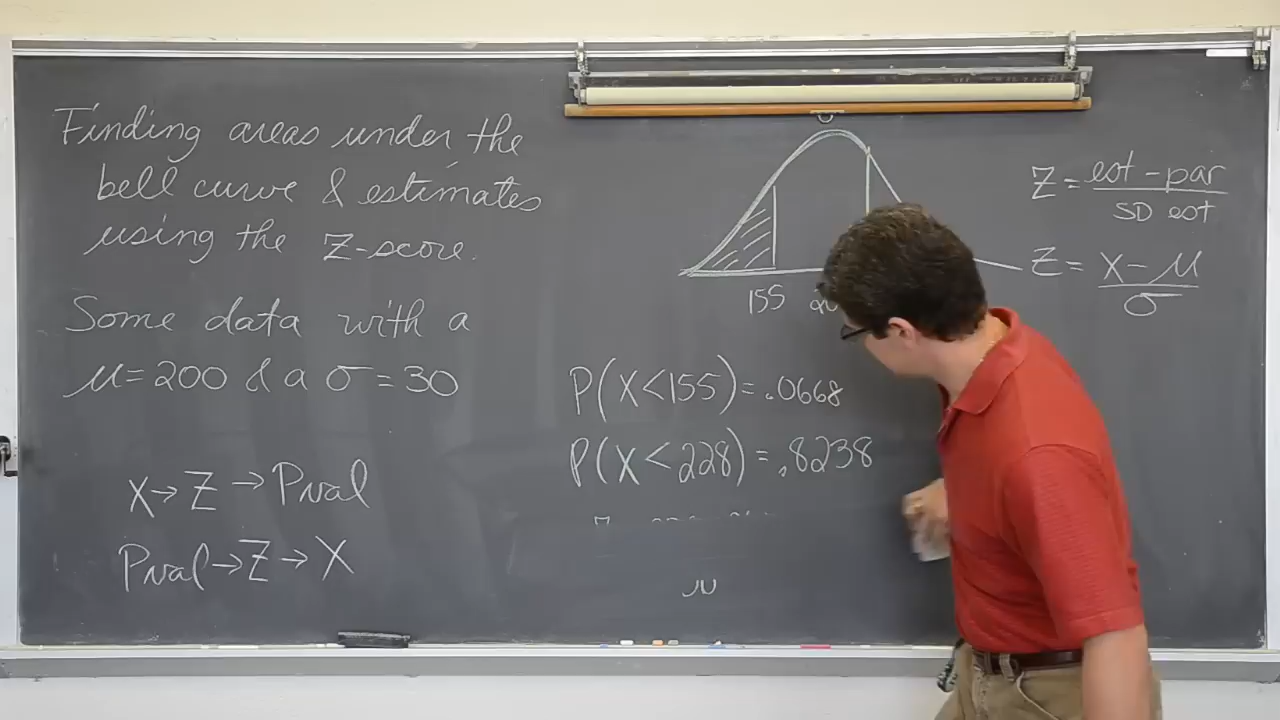 Finding areas under the
bell curve & estimates
using the Z-score.
Some data with a
μ=200 & a σ=30
X→Z→Pval
Pval→Z→X
155
P(X<155)=.0668
P(X<228)=.8238
Z=est-par
SD est
Z=X-μ
σ